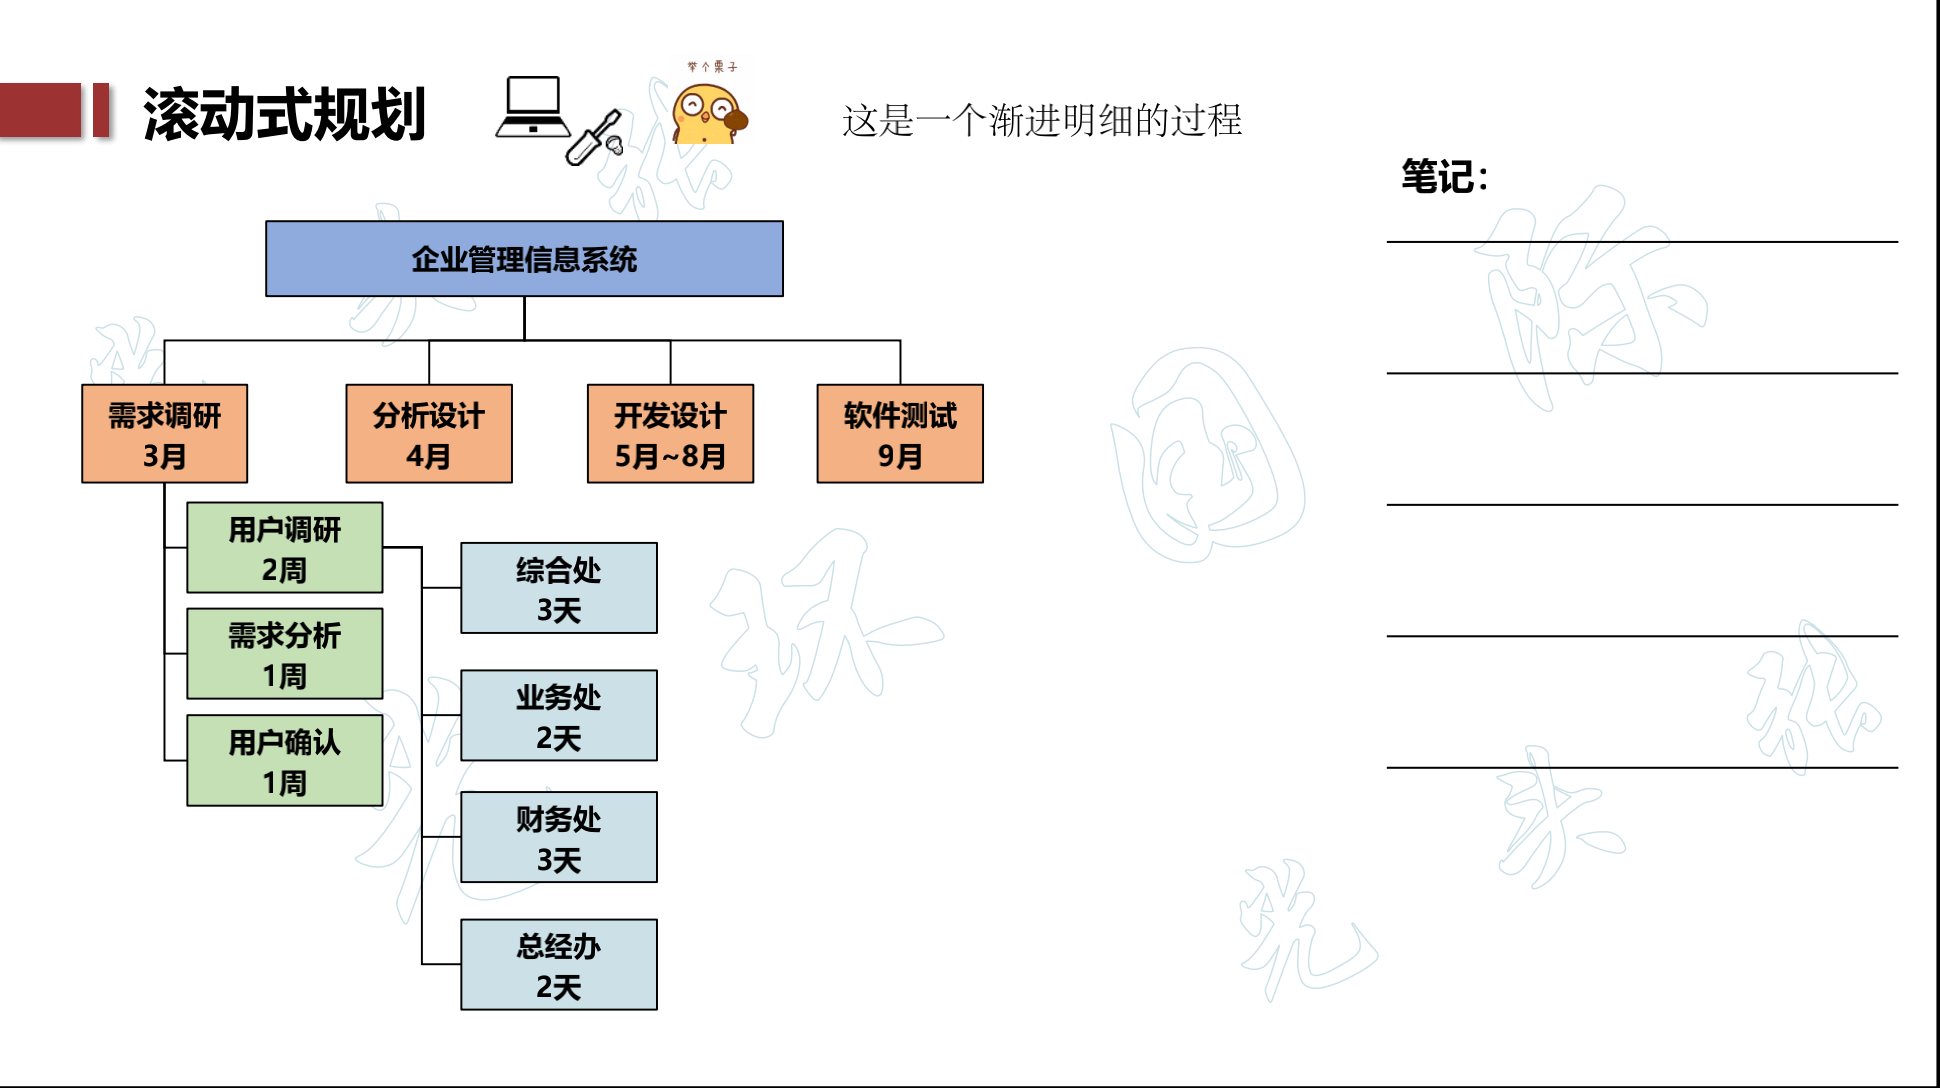 滚动式规划
举个栗子
这是一个渐进明细的过程
笔记：
企业管理信息系统
需求调研
3月
分析设计
4月
开发设计
5月~8月
软件测试
9月
用户调研
2周
需求分析
1周
用户确认
1周
综合处
3天
业务处
2天
财务处
3天
总经办
2天